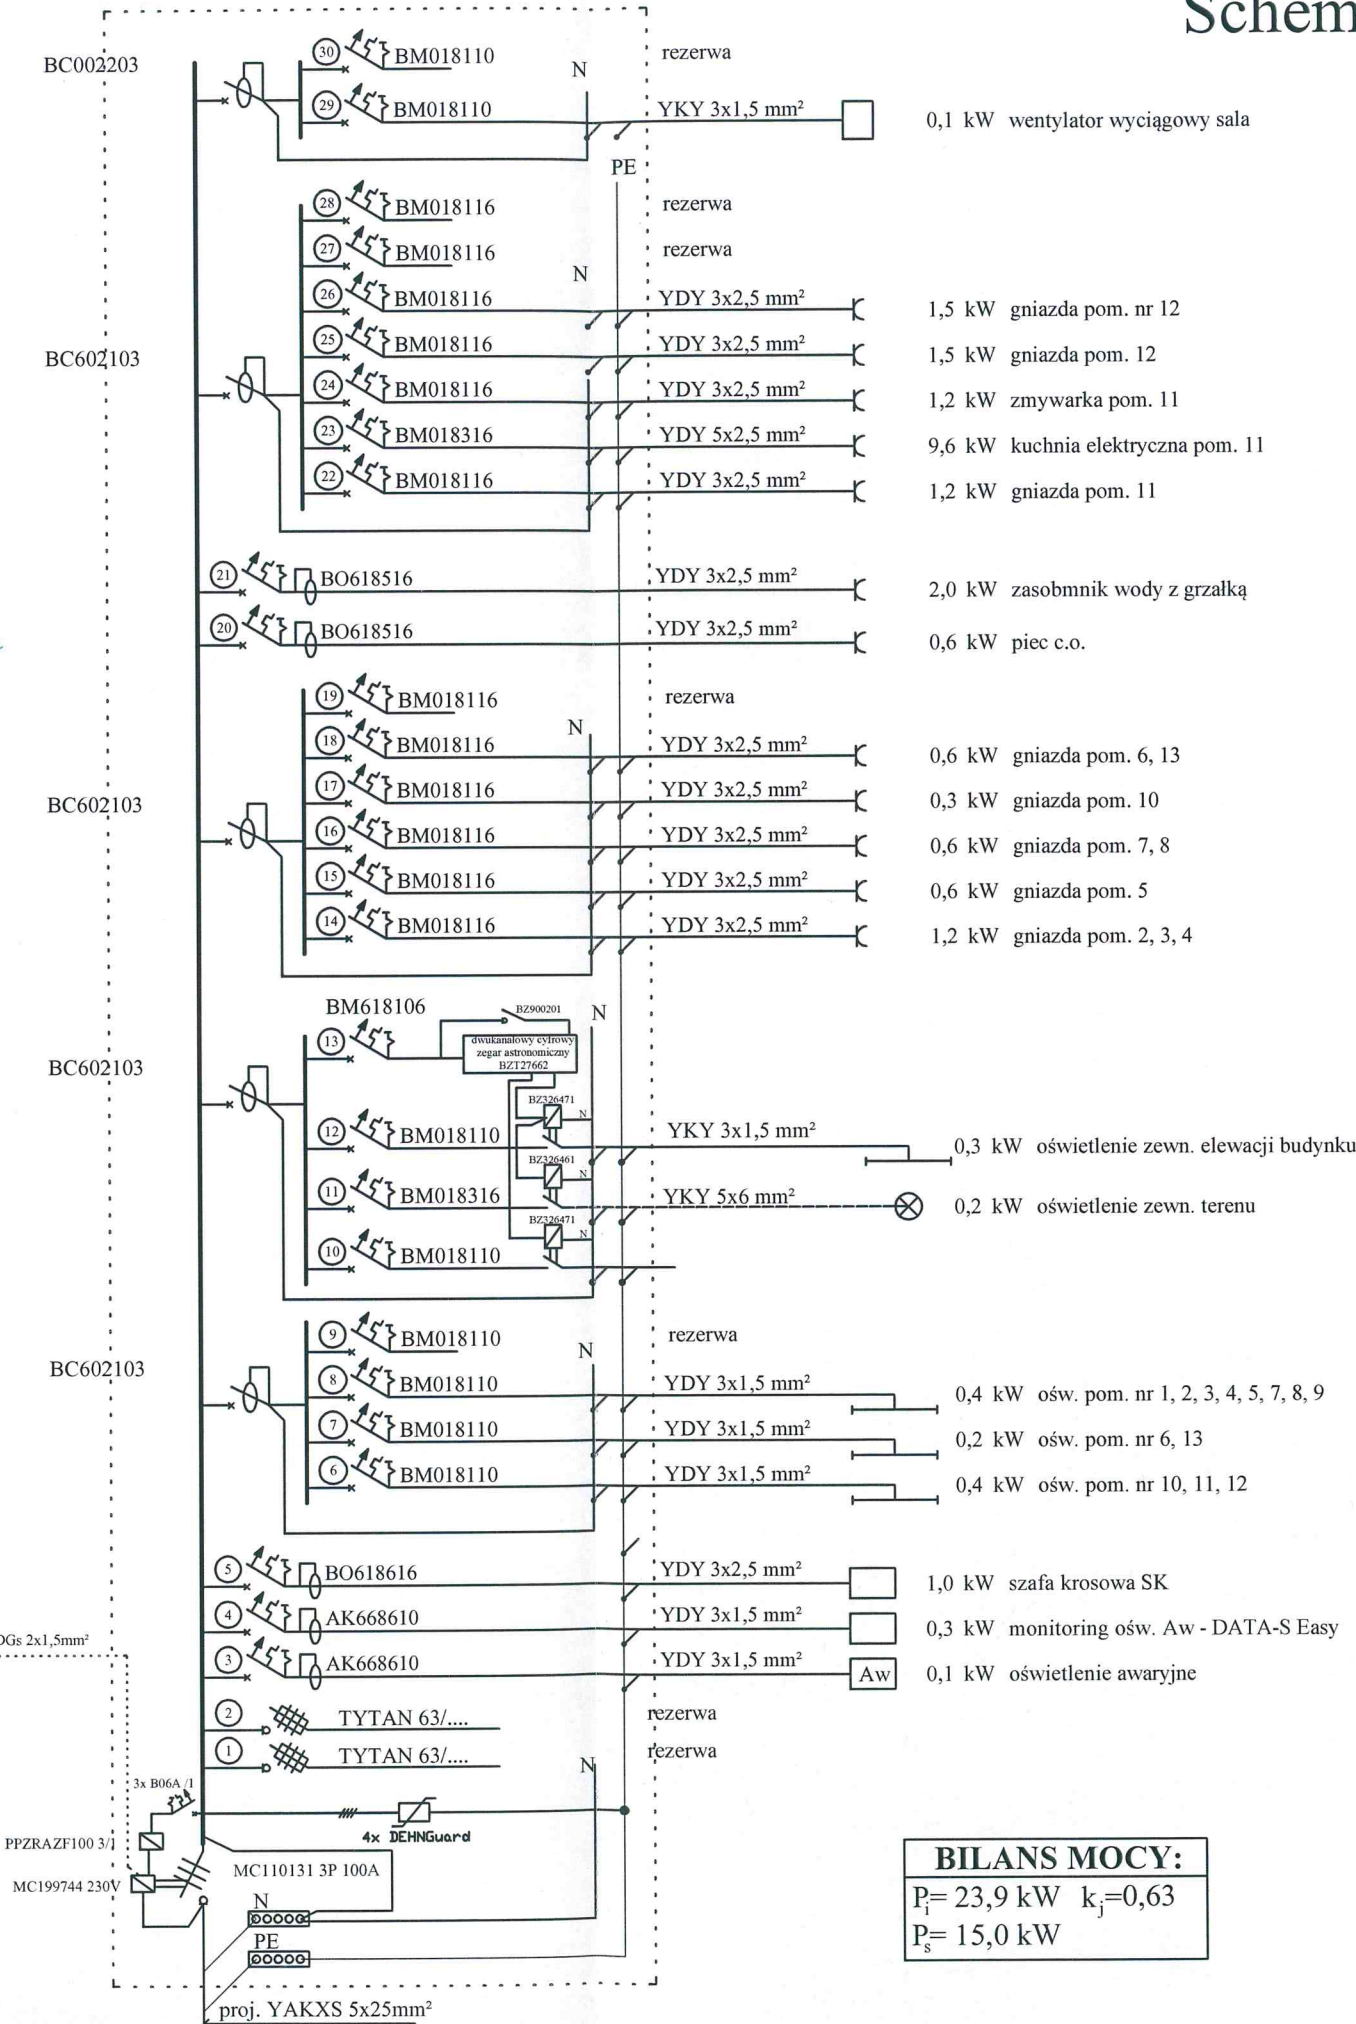 Schem
BC002203
30 BM018110 rezerwa
N
29 BM018110 YKY 3x1,5 mm² 0,1 kW wentylator wyciągowy sala
PE
28 BM018116 rezerwa
27 BM018116 rezerwa
N
26 BM018116 YDY 3x2,5 mm² 1,5 kW gniazda pom. nr 12
25 BM018116 YDY 3x2,5 mm² 1,5 kW gniazda pom. 12
BC602103
24 BM018116 YDY 3x2,5 mm² 1,2 kW zmywarka pom. 11
23 BM018316 YDY 5x2,5 mm² 9,6 kW kuchnia elektryczna pom. 11
22 BM018116 YDY 3x2,5 mm² 1,2 kW gniazda pom. 11
21 BO618516 YDY 3x2,5 mm² 2,0 kW zasobmnik wody z grzałką
20 BO618516 YDY 3x2,5 mm² 0,6 kW piec c.o.
19 BM018116 rezerwa
N
18 BM018116 YDY 3x2,5 mm² 0,6 kW gniazda pom. 6, 13
17 BM018116 YDY 3x2,5 mm² 0,3 kW gniazda pom. 10
BC602103
16 BM018116 YDY 3x2,5 mm² 0,6 kW gniazda pom. 7, 8
15 BM018116 YDY 3x2,5 mm² 0,6 kW gniazda pom. 5
14 BM018116 YDY 3x2,5 mm² 1,2 kW gniazda pom. 2, 3, 4
BM618106
BZ900201
N
13
dwukanałowy cyfrowy
zegar astronomiczny
BZT27662
BC602103
BZ326471
N
12 BM018110 YKY 3x1,5 mm² 0,3 kW oświetlenie zewn. elewacji budynku
BZ326461
N
11 BM018316 YKY 5x6 mm² 0,2 kW oświetlenie zewn. terenu
BZ326471
N
10 BM018110
9 BM018110 rezerwa
N
BC602103
8 BM018110 YDY 3x1,5 mm² 0,4 kW ośw. pom. nr 1, 2, 3, 4, 5, 7, 8, 9
7 BM018110 YDY 3x1,5 mm² 0,2 kW ośw. pom. nr 6, 13
6 BM018110 YDY 3x1,5 mm² 0,4 kW ośw. pom. nr 10, 11, 12
5 BO618616 YDY 3x2,5 mm² 1,0 kW szafa krosowa SK
4 AK668610 YDY 3x1,5 mm² 0,3 kW monitoring ośw. Aw - DATA-S Easy
DGs 2x1,5mm²
3 AK668610 YDY 3x1,5 mm² Aw 0,1 kW oświetlenie awaryjne
2 TYTAN 63/.... rezerwa
1 TYTAN 63/.... rezerwa
N
3x B06A /1
4x DEHNGuard
PPZRAZF100 3/1
MC199744 230V
MC110131 3P 100A
N
PE
proj. YAKXS 5x25mm²
BILANS MOCY:
Pi= 23,9 kW kj=0,63
Ps= 15,0 kW